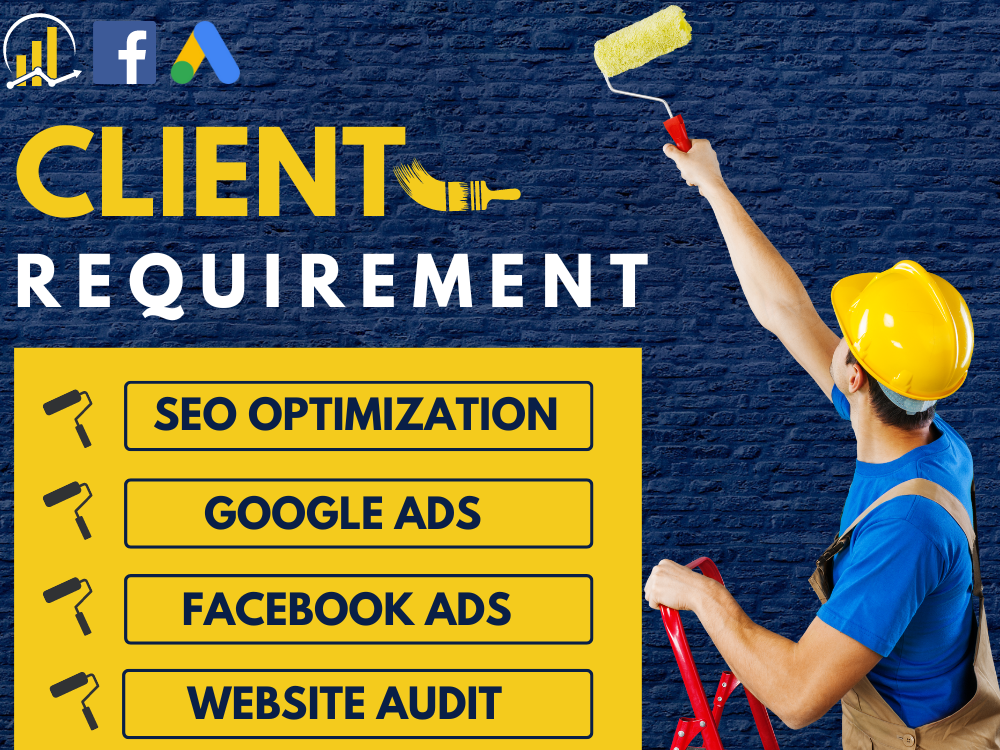 CLIENT
REQUIREMENT
SEO OPTIMIZATION
GOOGLE ADS
FACEBOOK ADS
WEBSITE AUDIT